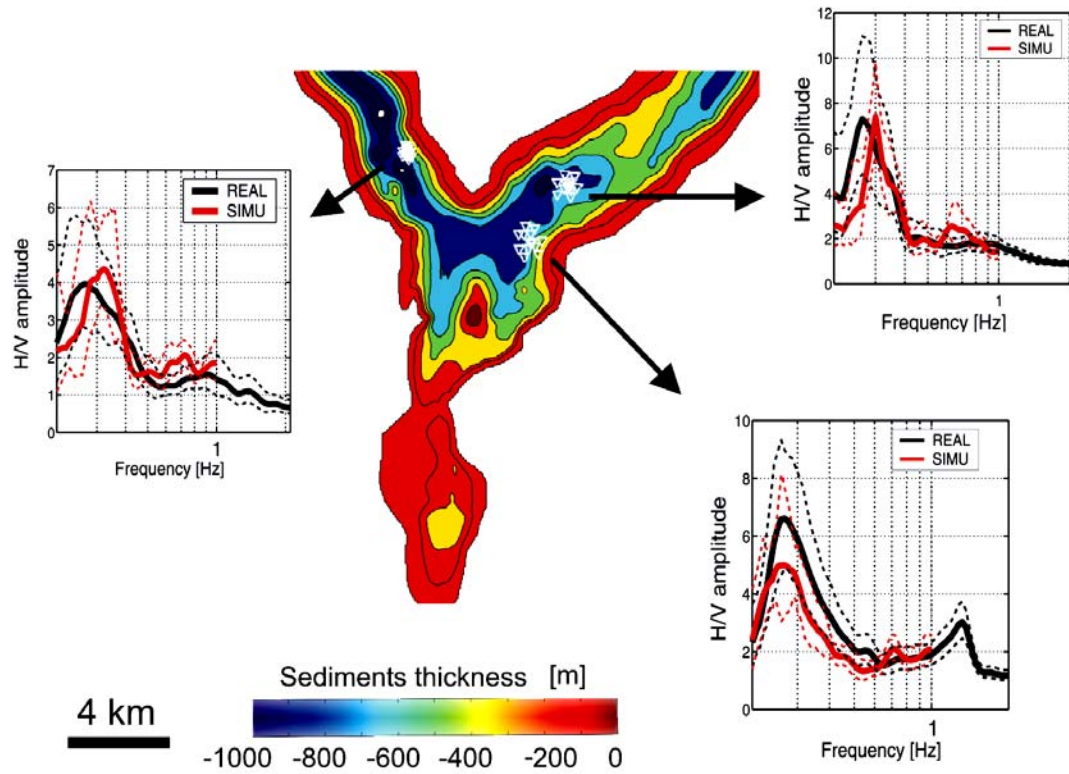 12
10
8
6
4
2
0
H/V amplitude
REAL
SIMU
1
Frequency [Hz]
7
6
5
4
3
2
1
0
H/V amplitude
REAL
SIMU
1
Frequency [Hz]
10
8
6
4
2
0
H/V amplitude
REAL
SIMU
1
Frequency [Hz]
Sediments thickness [m]
4 km
-1000 -800 -600 -400 -200 0